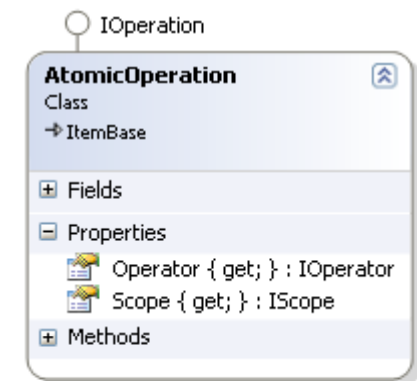 IOperation
AtomicOperation
Class
ItemBase
Fields
Properties
Operator { get; } : IOperator
Scope { get; } : IScope
Methods